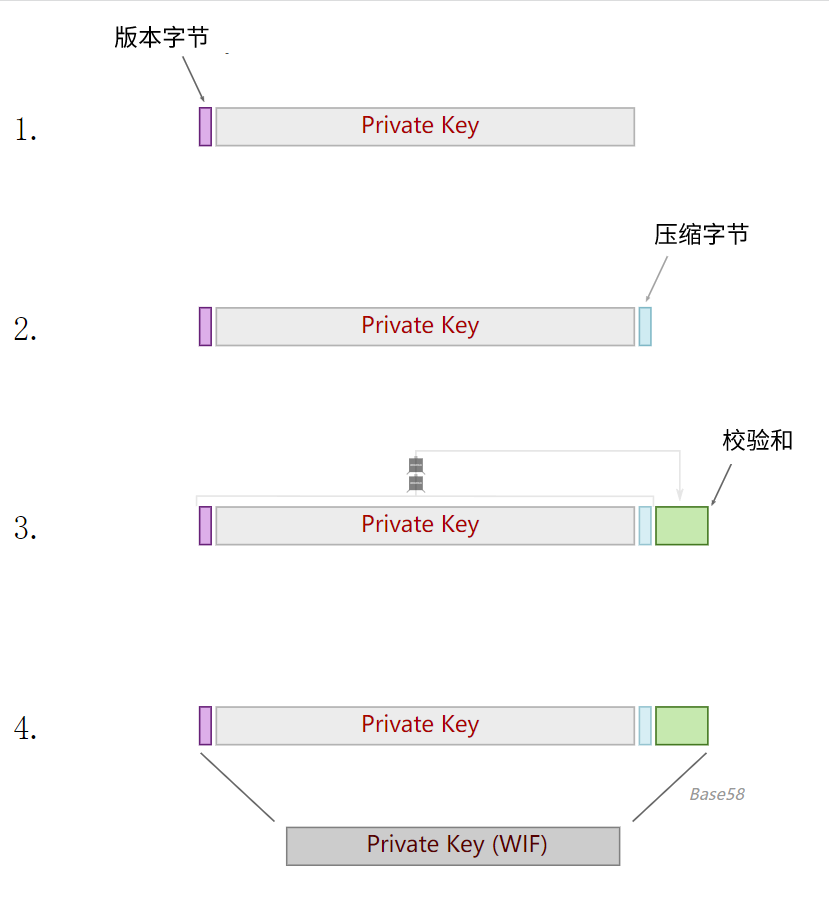 版本字节
1.
Private Key
压缩字节
2.
Private Key
校验和
3.
Private Key
4.
Private Key
Base58
Private Key (WIF)